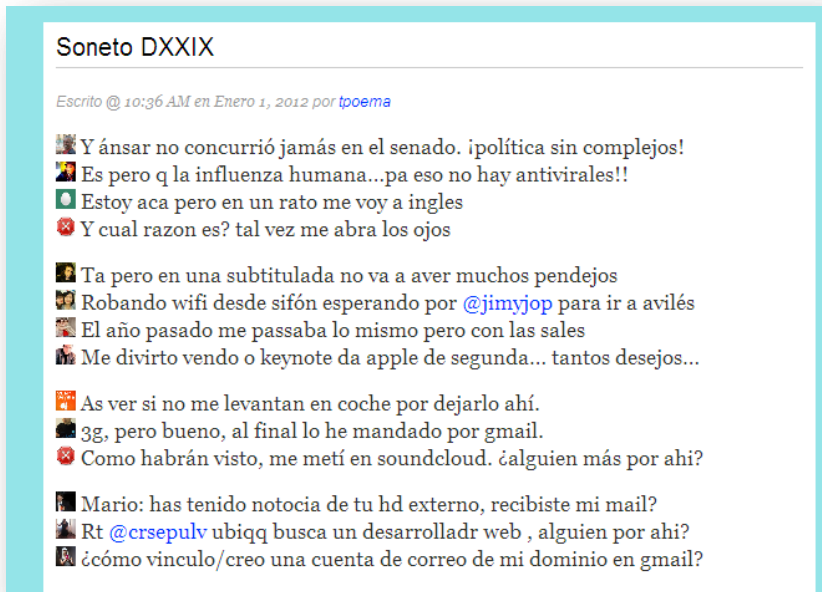 Soneto DXXIX
Escrito @ 10:36 AM en Enero 1, 2012 por tpoema
Y ánsar no concurrió jamás en el senado. ¡política sin complejos!
Es pero q la influenza humana...pa eso no hay antivirales!!
Estoy aca pero en un rato me voy a ingles
Y cual razon es? tal vez me abra los ojos
Ta pero en una subtitulada no va a aver muchos pendejos
Robando wifi desde sifón esperando por @jimyjop para ir a avilés
El año pasado me passaba lo mismo pero con las sales
Me divirto vendo o keynote da apple de segunda... tantos desejos...
As ver si no me levantan en coche por dejarlo ahí.
3g, pero bueno, al final lo he mandado por gmail.
Como habrán visto, me metí en soundcloud. ¿alguien más por ahi?
Mario: has tenido notocia de tu hd externo, recibiste mi mail?
Rt @crsepulv ubiqq busca un desarrolladr web , alguien por ahi?
¿cómo vinculo/creo una cuenta de correo de mi dominio en gmail?